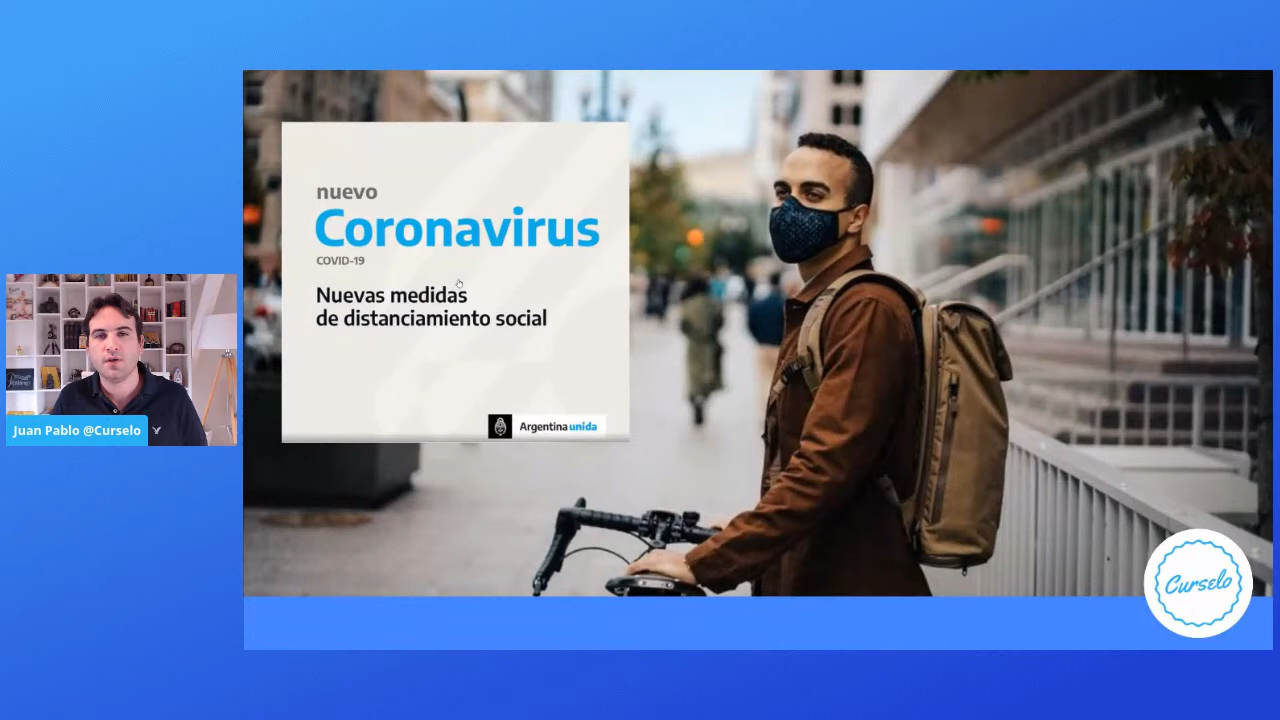 nuevo
Coronavirus
COVID-19
Nuevas medidas
de distanciamiento social
Argentina unida
Juan Pablo @Curselo
Curselo